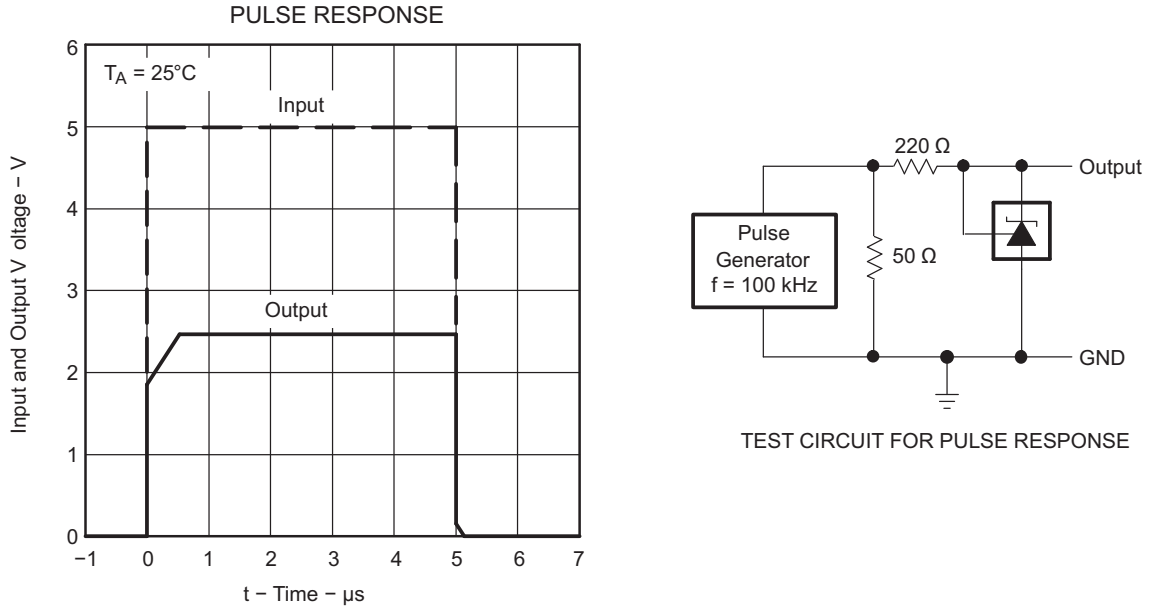 PULSE RESPONSE
6
T_A = 25°C
Input
5
4
3
Output
2
1
0
−1 0 1 2 3 4 5 6 7
t − Time − μs
Input and Output V oltage − V
220 Ω
Output
Pulse
Generator
f = 100 kHz
50 Ω
GND
TEST CIRCUIT FOR PULSE RESPONSE